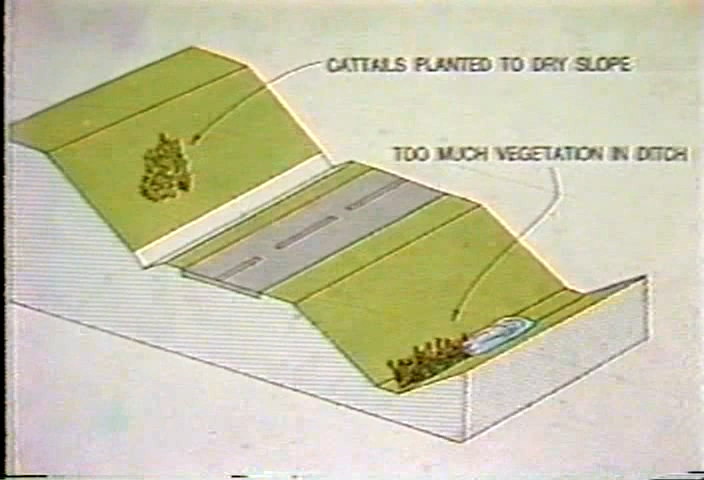 CATTAILS PLANTED TO DRY SLOPE
TOO MUCH VEGETATION IN DITCH